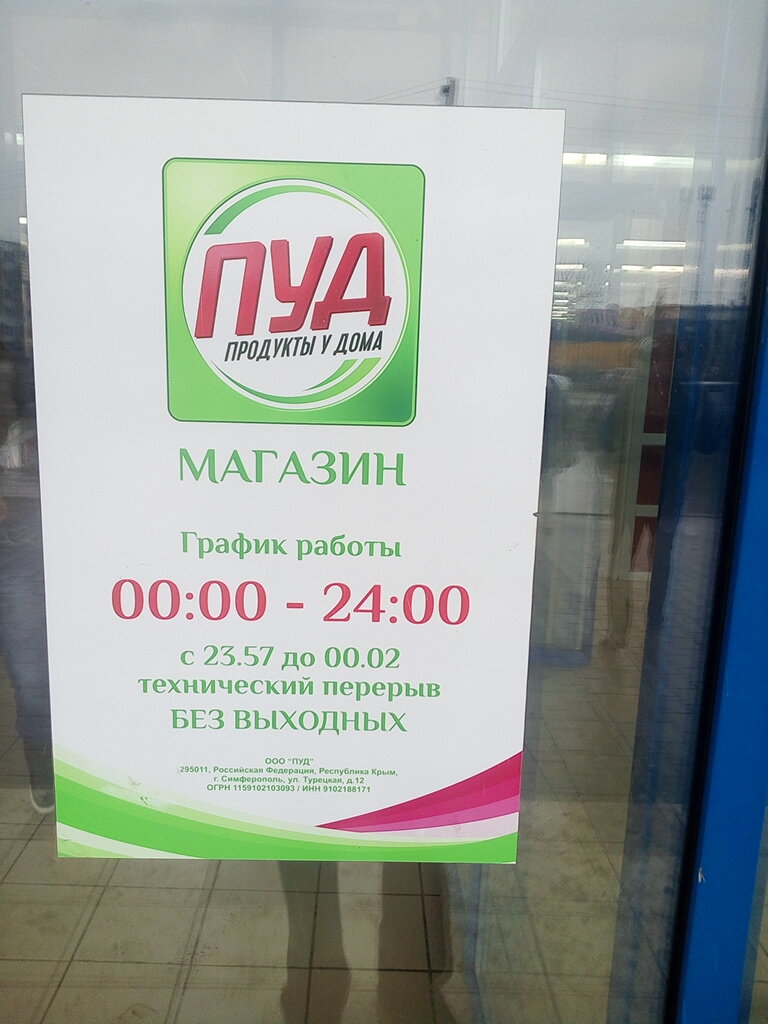 ПУД
ПРОДУКТЫ У ДОМА
МАГАЗИН
График работы
00:00 - 24:00
с 23.57 до 00.02
технический перерыв
БЕЗ ВЫХОДНЫХ
ООО "ПУД"
295011, Российская Федерация, Республика Крым,
г. Симферополь, ул. Турецкая, д.12
ОГРН 1159102103093 / ИНН 9102188171